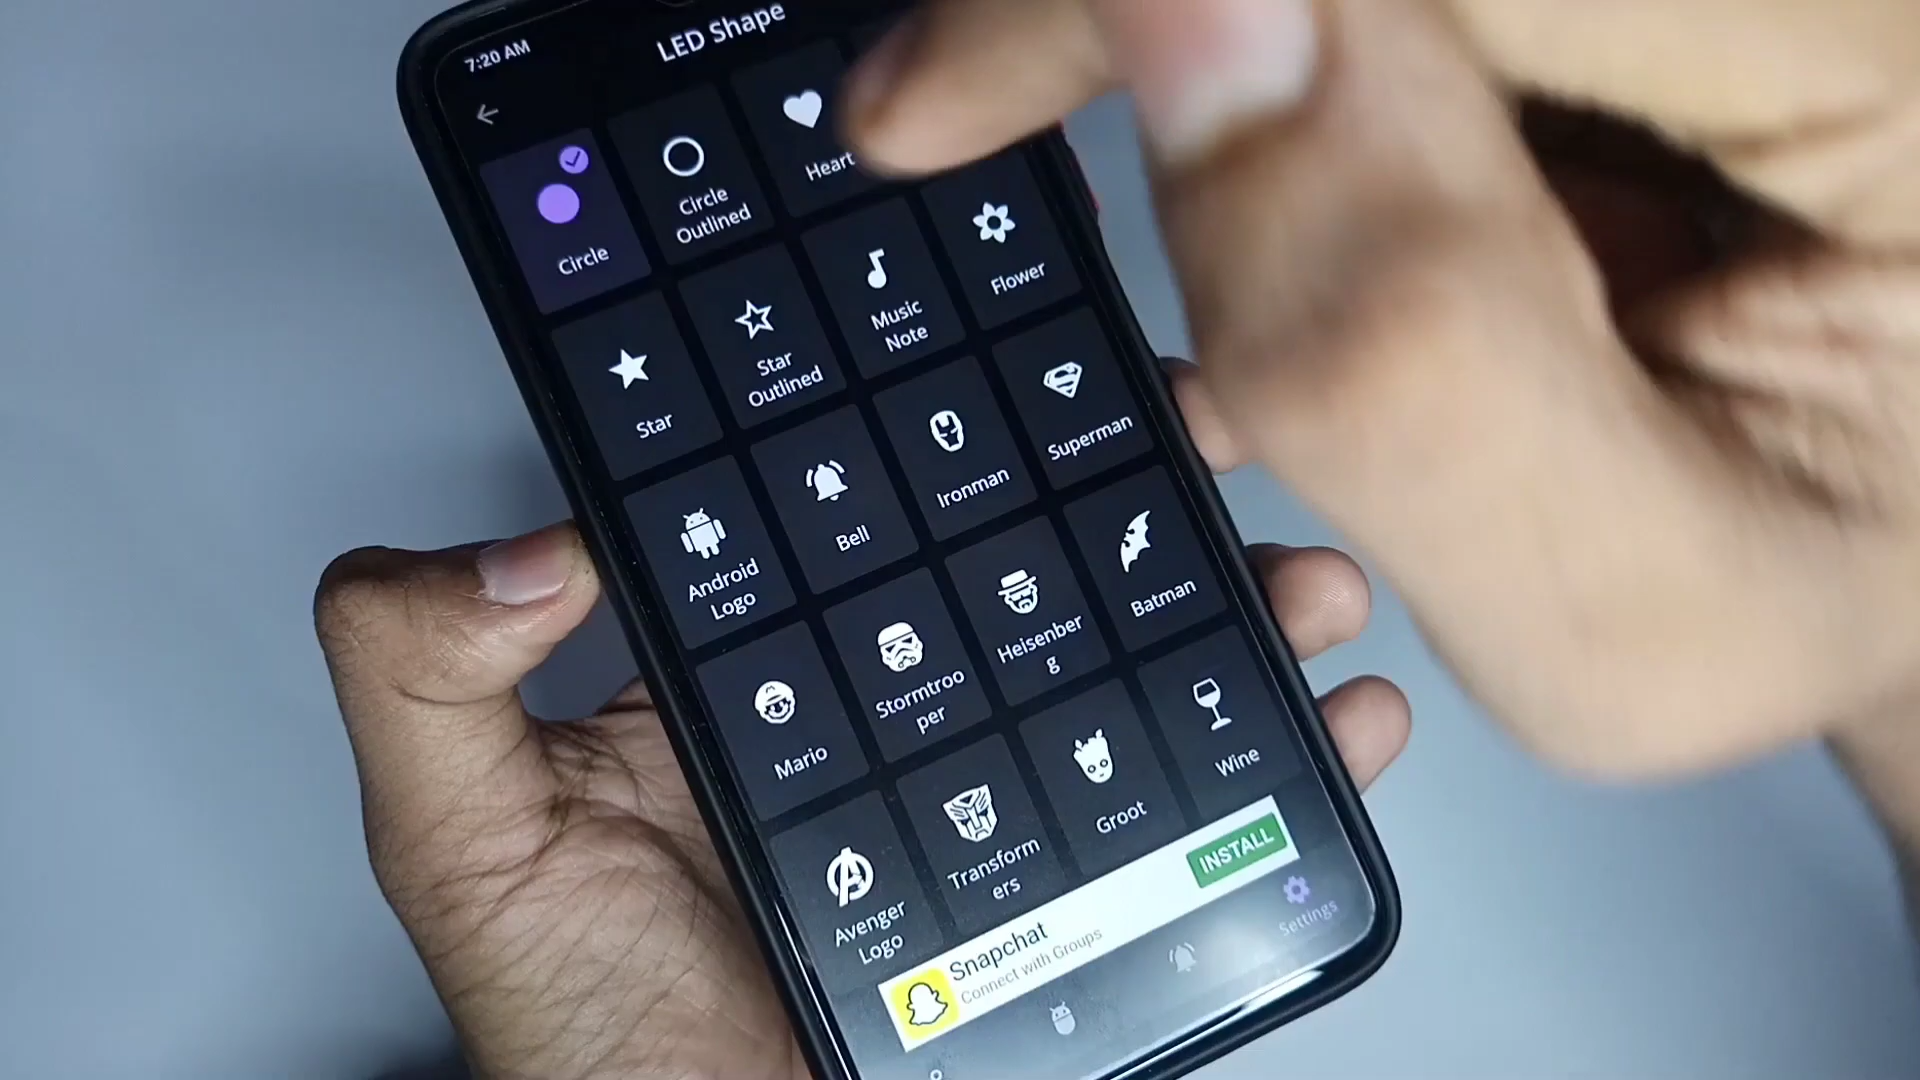 7:20 AM
LED Shape
Circle
Circle
Outlined
Heart
Star
Star
Outlined
Music
Note
Flower
Android
Logo
Bell
Ironman
Superman
Mario
Stormtroo
per
Heisenber
g
Batman
Avenger
Logo
Transform
ers
Groot
Wine
Snapchat
Connect with Groups
INSTALL
Settings